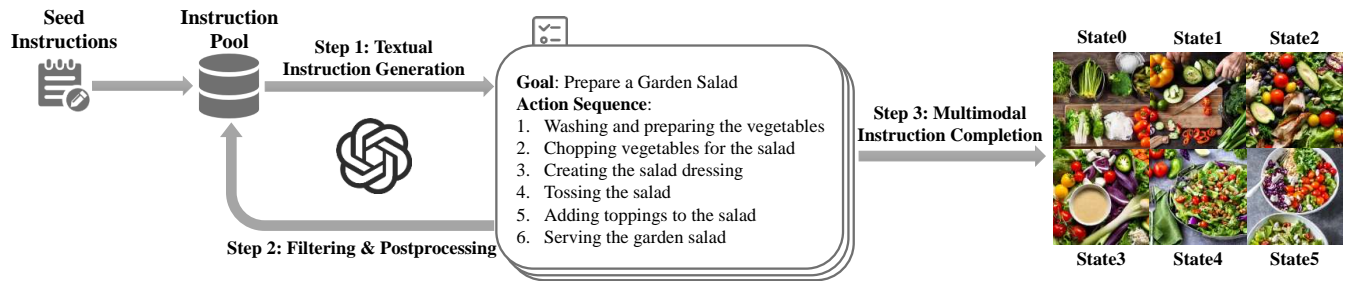 Seed
Instructions
Instruction
Pool
Step 1: Textual
Instruction Generation
Step 2: Filtering & Postprocessing
Goal: Prepare a Garden Salad
Action Sequence:
1. Washing and preparing the vegetables
2. Chopping vegetables for the salad
3. Creating the salad dressing
4. Tossing the salad
5. Adding toppings to the salad
6. Serving the garden salad
Step 3: Multimodal
Instruction Completion
State0 State1 State2
State3 State4 State5